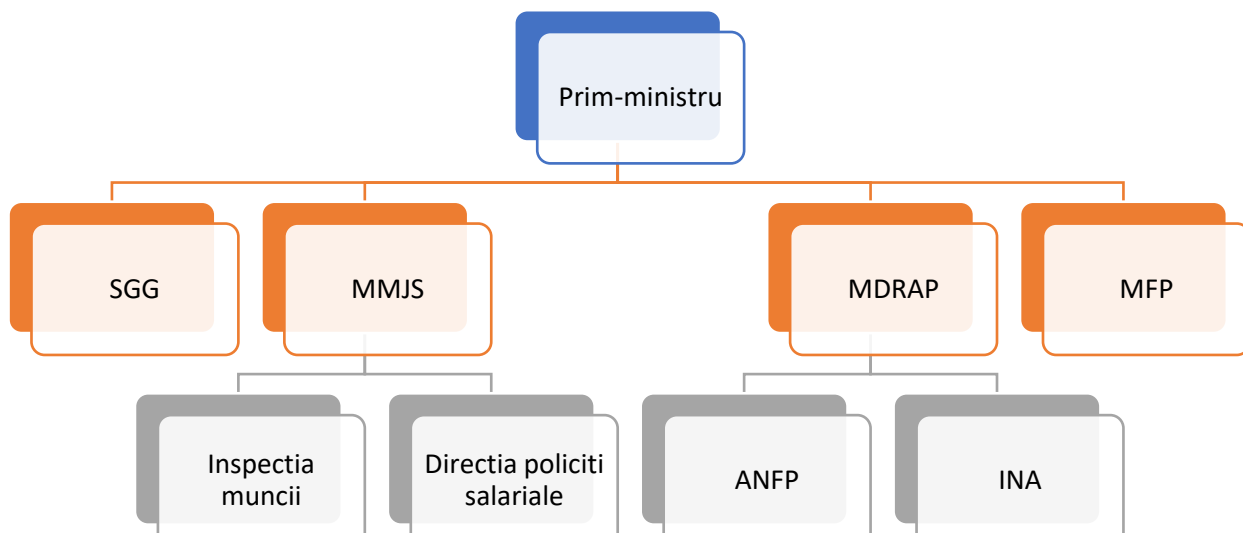 Prim-ministru
SGG
MMJS
MDRAP
MFP
Inspectia
muncii
Directia policiti
salariale
ANFP
INA